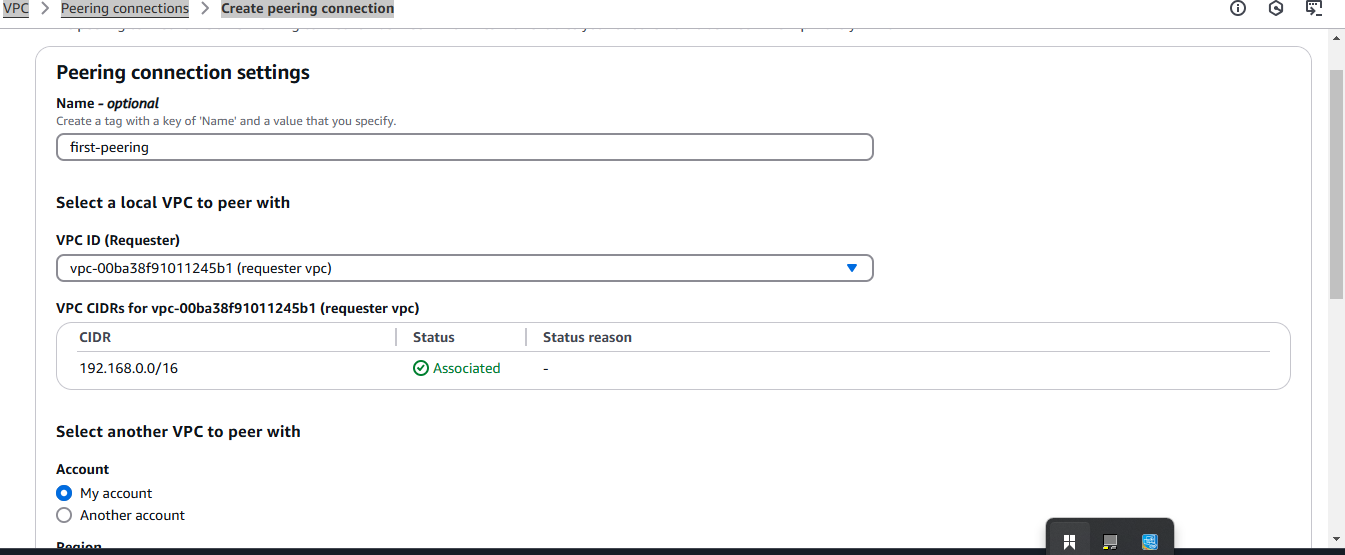 VPC > Peering connections > Create peering connection
Peering connection settings
Name - optional
Create a tag with a key of 'Name' and a value that you specify.
first-peering
Select a local VPC to peer with
VPC ID (Requester)
vpc-00ba38f91011245b1 (requester vpc)
VPC CIDRs for vpc-00ba38f91011245b1 (requester vpc)
CIDR Status Status reason
192.168.0.0/16 Associated -
Select another VPC to peer with
Account
My account
Another account
Region